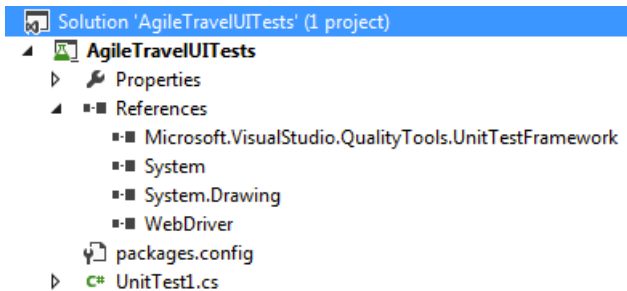 Solution 'AgileTravelUITests' (1 project)
AgileTravelUITests
Properties
References
Microsoft.VisualStudio.QualityTools.UnitTestFramework
System
System.Drawing
WebDriver
packages.config
C# UnitTest1.cs